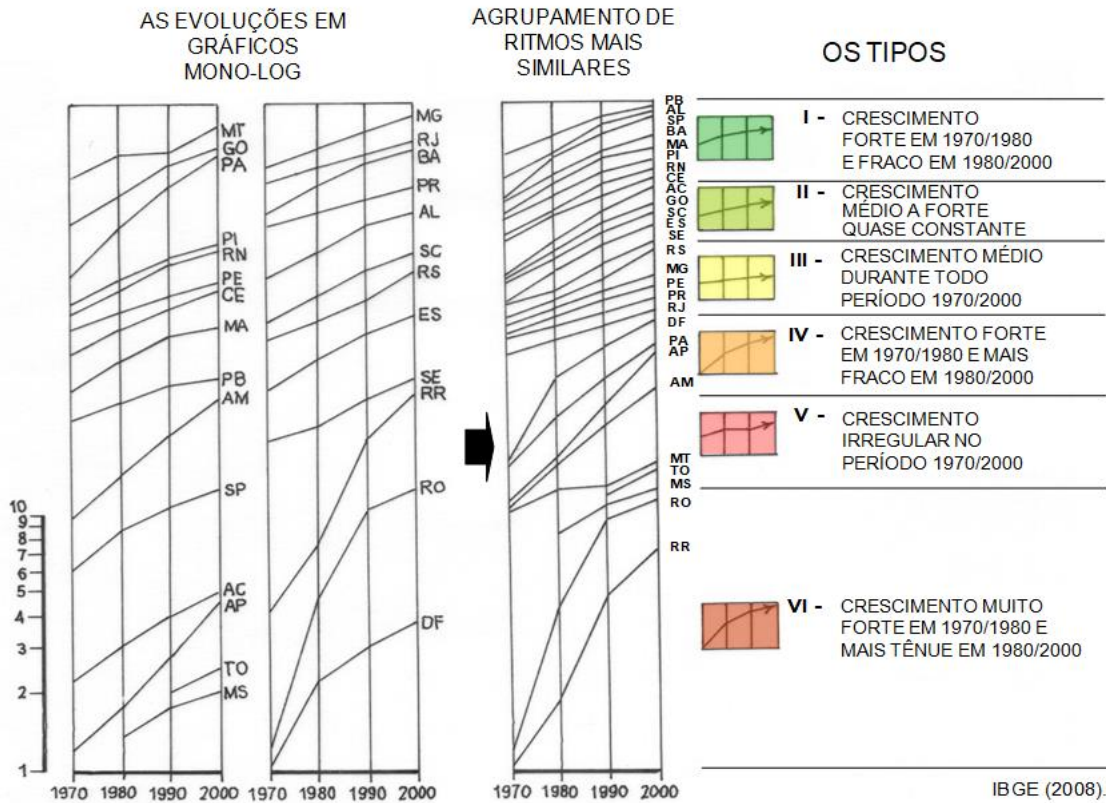 AS EVOLUÇÕES EM
GRÁFICOS
MONO-LOG
AGRUPAMENTO DE
RITMOS MAIS
SIMILARES
OS TIPOS
MT
GO
PA
PI
RN
PE
CE
MA
PB
AM
SP
AC
AP
TO
MS
10
9
8
7
6
5
4
3
2
1
1970 1980 1990 2000
MG
RJ
BA
PR
AL
SC
RS
ES
SE
RR
RO
DF
1970 1980 1990 2000
PB
AL
SP
BA
MA
PI
RN
CE
AC
GO
SC
ES
SE
RS
MG
PE
PR
RJ
DF
PA
AP
AM
MT
TO
MS
RO
RR
1970 1980 1990 2000
I - CRESCIMENTO
FORTE EM 1970/1980
E FRACO EM 1980/2000
II - CRESCIMENTO
MÉDIO A FORTE
QUASE CONSTANTE
III - CRESCIMENTO MÉDIO
DURANTE TODO
PERÍODO 1970/2000
IV - CRESCIMENTO FORTE
EM 1970/1980 E MAIS
FRACO EM 1980/2000
V - CRESCIMENTO
IRREGULAR NO
PERÍODO 1970/2000
VI - CRESCIMENTO MUITO
FORTE EM 1970/1980 E
MAIS TÊNUE EM 1980/2000
IBGE (2008).